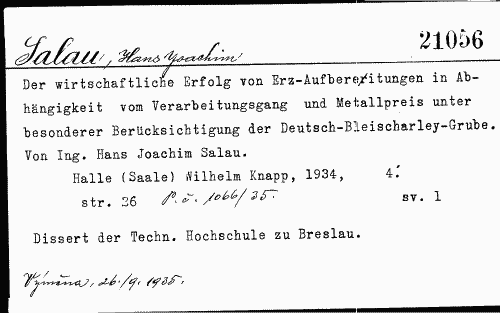 Salau, Hans Joachim
21056
Der wirtschaftliche Erfolg von Erz-Aufbereitungen in Ab-
hängigkeit vom Verarbeitungsgang und Metallpreis unter
besonderer Berücksichtigung der Deutsch-Bleischarley-Grube.
Von Ing. Hans Joachim Salau.
Halle (Saale) Wilhelm Knapp, 1934, 4.°
str. 36 P. č. 1066/35. sv. 1
Dissert der Techn. Hochschule zu Breslau.
Výměna, 26./9. 1935.